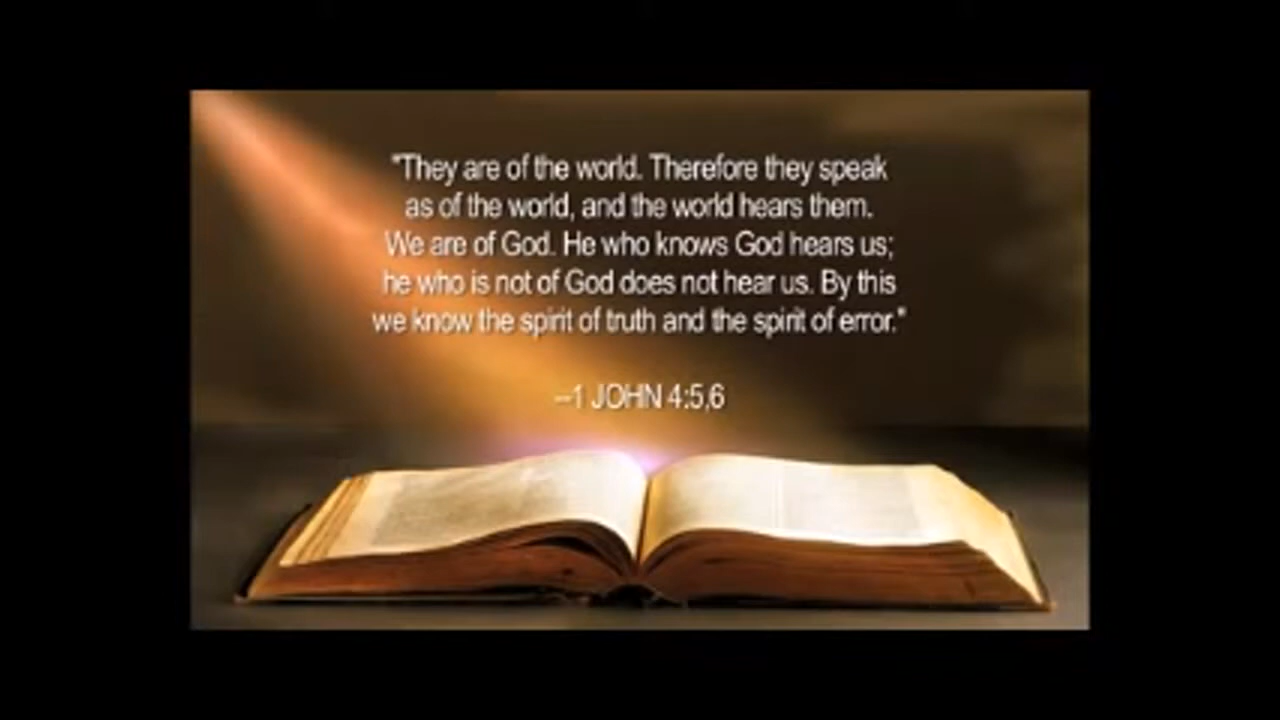 "They are of the world. Therefore they speak
as of the world, and the world hears them.
We are of God. He who knows God hears us;
he who is not of God does not hear us. By this
we know the spirit of truth and the spirit of error."
–1 JOHN 4:5,6